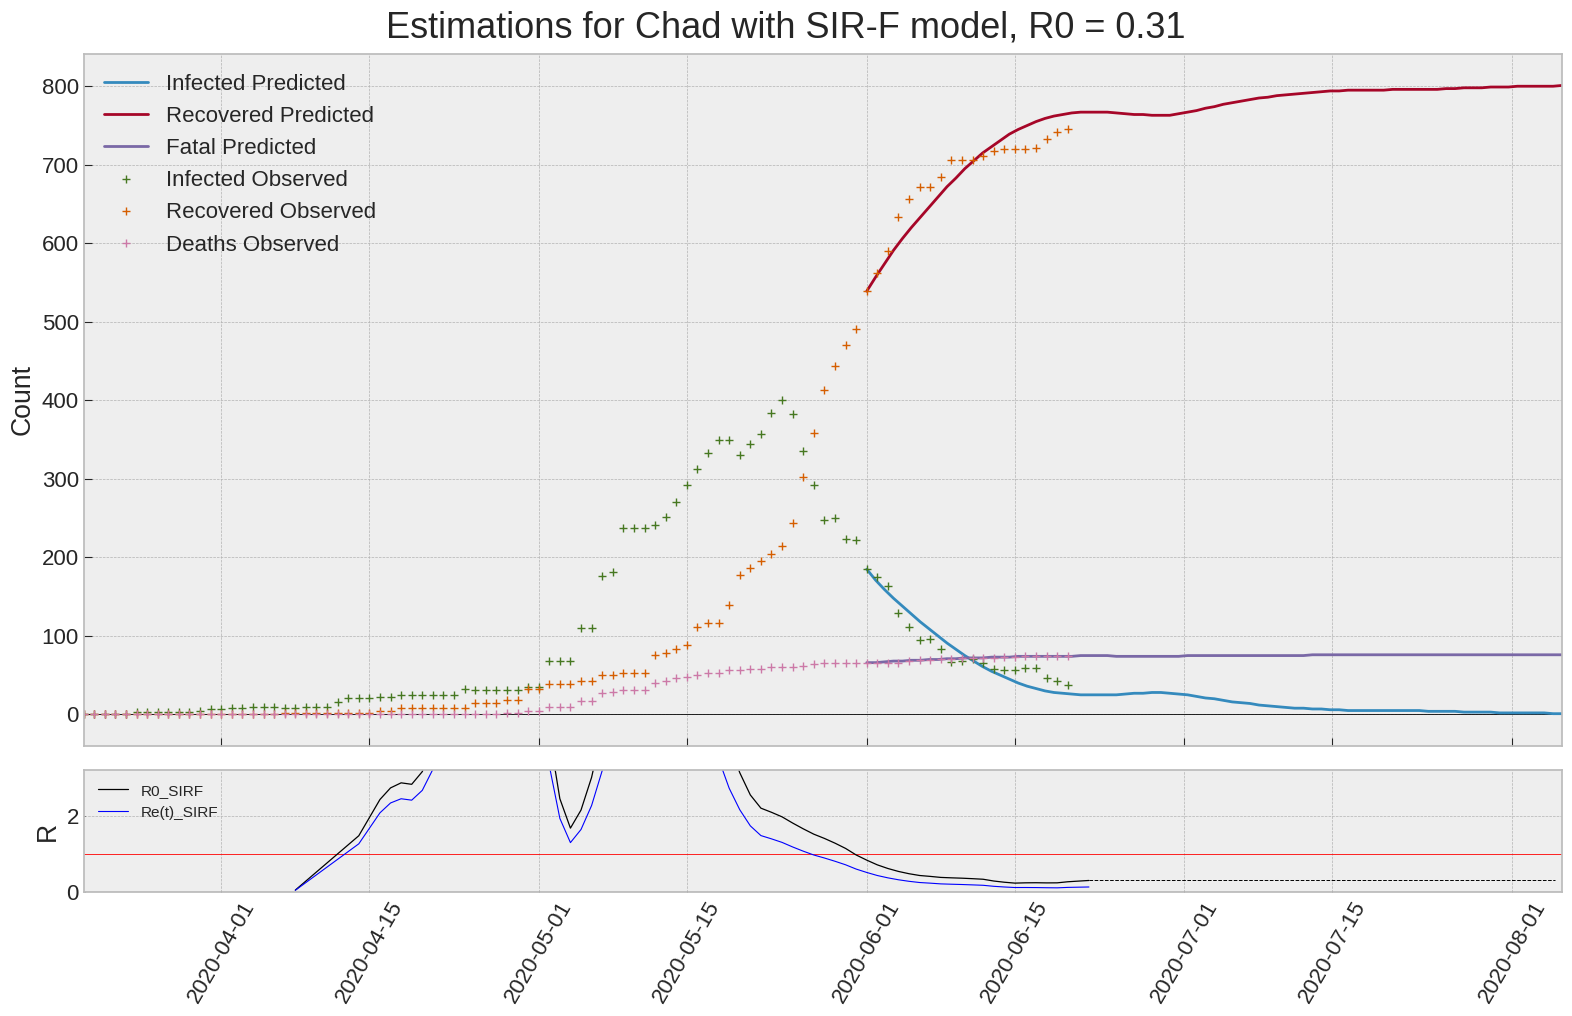 Estimations for Chad with SIR-F model, R0 = 0.31
Infected Predicted
Recovered Predicted
Fatal Predicted
Infected Observed
Recovered Observed
Deaths Observed
800
700
600
500
400
300
200
100
0
Count
R0_SIRF
Re(t)_SIRF
2
0
R
2020-04-01
2020-04-15
2020-05-01
2020-05-15
2020-06-01
2020-06-15
2020-07-01
2020-07-15
2020-08-01